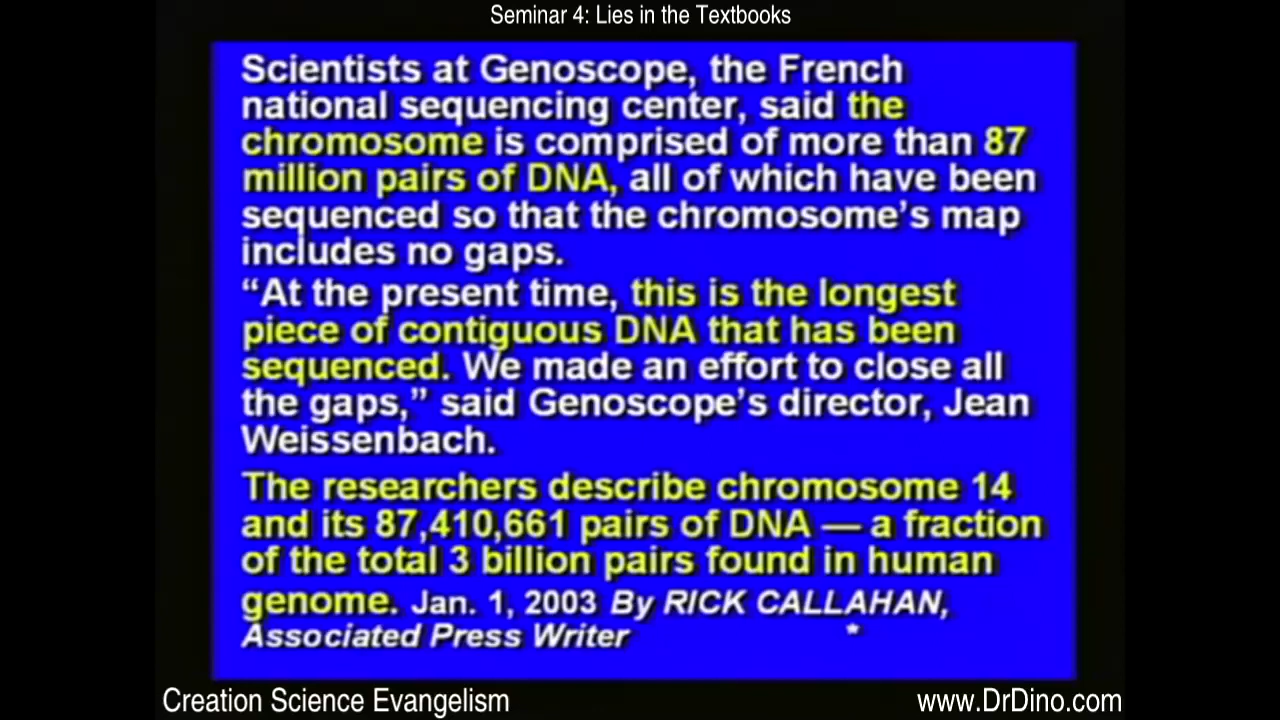 Seminar 4: Lies in the Textbooks
Scientists at Genoscope, the French
national sequencing center, said the
chromosome is comprised of more than 87
million pairs of DNA, all of which have been
sequenced so that the chromosome's map
includes no gaps.
“At the present time, this is the longest
piece of contiguous DNA that has been
sequenced. We made an effort to close all
the gaps,” said Genoscope's director, Jean
Weissenbach.
The researchers describe chromosome 14
and its 87,410,661 pairs of DNA — a fraction
of the total 3 billion pairs found in human
genome. Jan. 1, 2003 By RICK CALLAHAN,
Associated Press Writer *
Creation Science Evangelism
www.DrDino.com